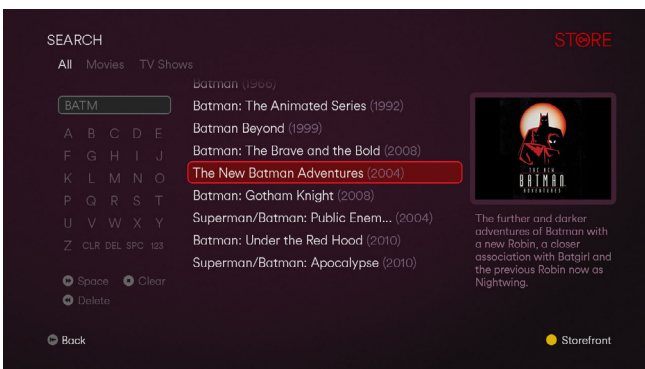 SEARCH
STORE
All Movies TV Shows
BATM
A B C D E
F G H I J
K L M N O
P Q R S T
U V W X Y
Z CLR DEL SPC 123
Space Clear
Delete
Batman (1966)
Batman: The Animated Series (1992)
Batman Beyond (1999)
Batman: The Brave and the Bold (2008)
The New Batman Adventures (2004)
Batman: Gotham Knight (2008)
Superman/Batman: Public Enem... (2004)
Batman: Under the Red Hood (2010)
Superman/Batman: Apocalypse (2010)
THE NEW
BATMAN
ADVENTURES
The further and darker
adventures of Batman with
a new Robin, a closer
association with Batgirl and
the previous Robin now as
Nightwing.
Back
Storefront